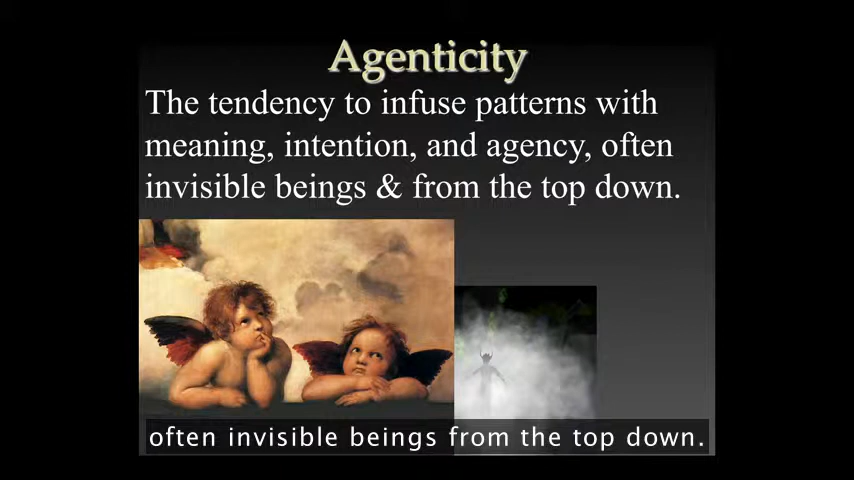 Agenticity
The tendency to infuse patterns with
meaning, intention, and agency, often
invisible beings & from the top down.
often invisible beings from the top down.